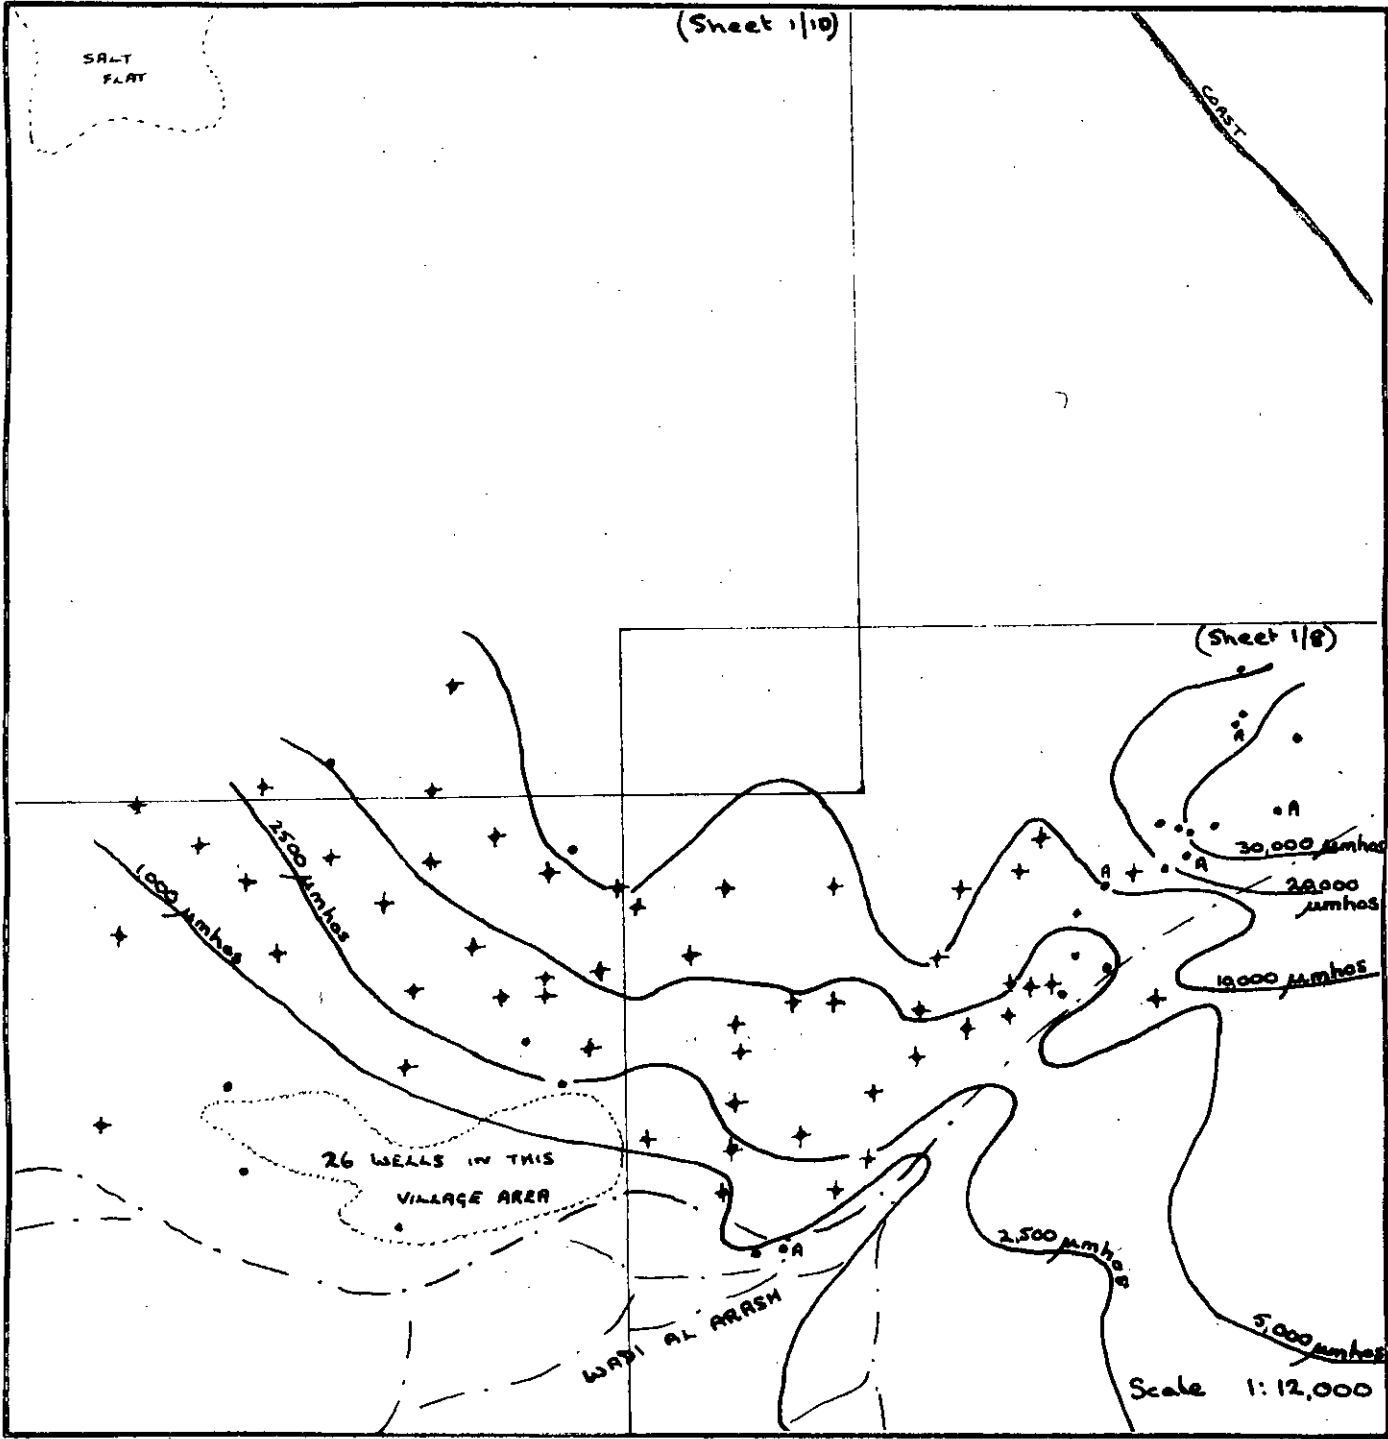 (Sheet 1/10)
SALT
FLAT
COAST
(Sheet 1/8)
A
A
30,000 µmhos
A
A
20,000
µmhos
2500 µmhos
1,000 µmhos
10,000 µmhos
26 WELLS IN THIS
VILLAGE AREA
A
2,500 µmhos
WADI AL ARASH
5,000 µmhos
Scale 1:12,000